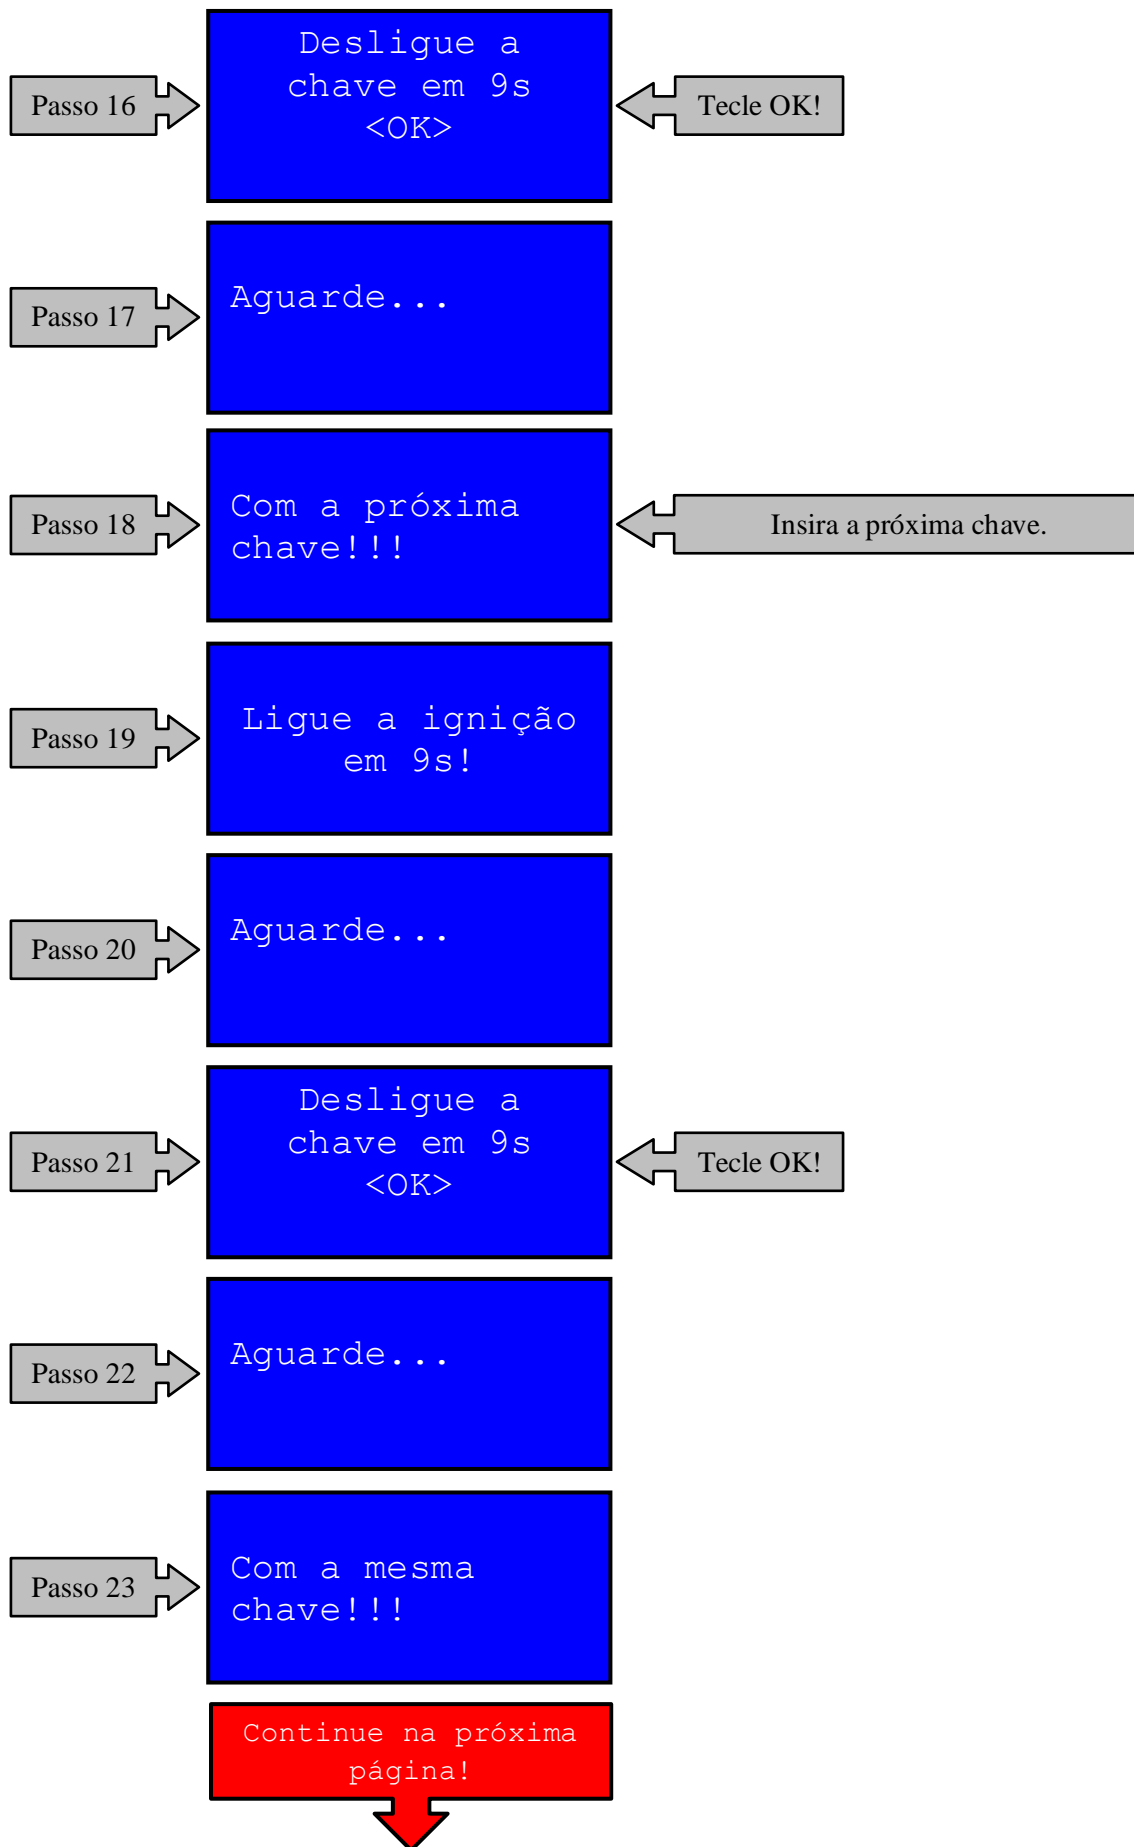 Passo 16
Desligue a
chave em 9s
<OK>
Tecle OK!
Passo 17
Aguarde...
Passo 18
Com a próxima
chave!!!
Insira a próxima chave.
Passo 19
Ligue a ignição
em 9s!
Passo 20
Aguarde...
Passo 21
Desligue a
chave em 9s
<OK>
Tecle OK!
Passo 22
Aguarde...
Passo 23
Com a mesma
chave!!!
Continue na próxima
página!